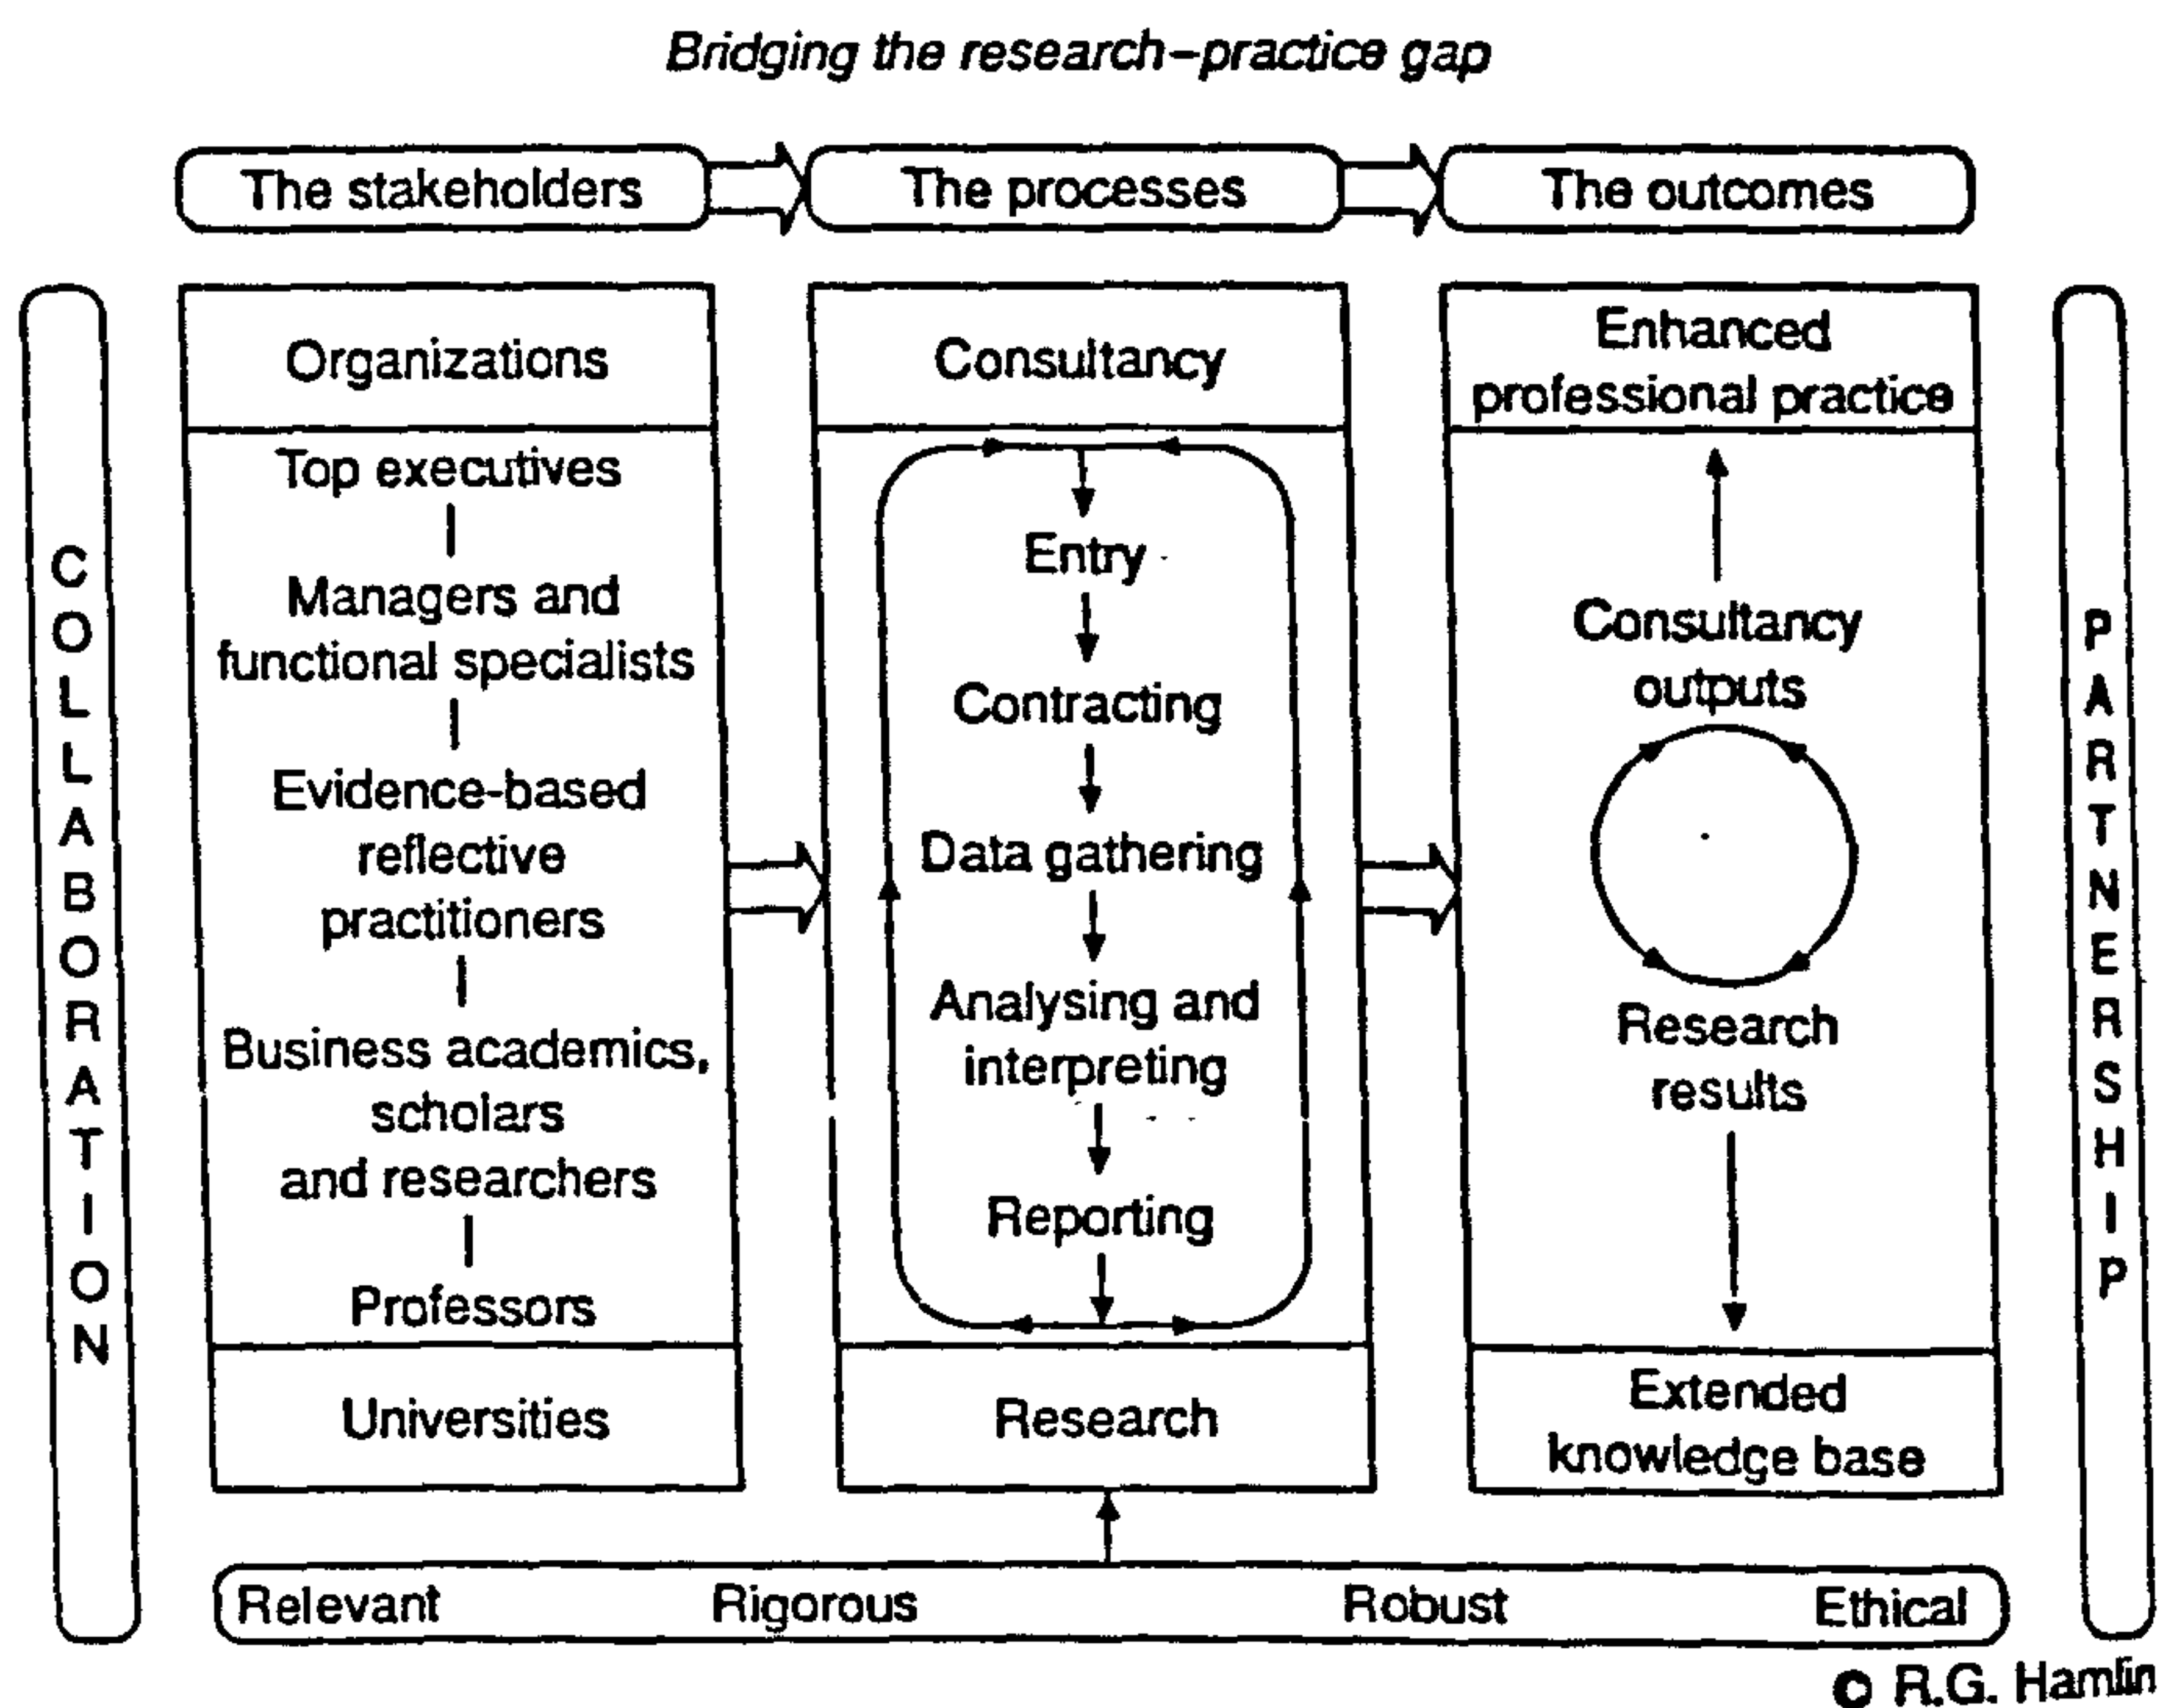 Bridging the research–practice gap
The stakeholders
The processes
The outcomes
COLLABORATION
Organizations
Top executives
Managers and
functional specialists
Evidence-based
reflective
practitioners
Business academics,
scholars
and researchers
Professors
Universities
Consultancy
Entry
Contracting
Data gathering
Analysing and
interpreting
Reporting
Research
Enhanced
professional practice
Consultancy
outputs
Research
results
Extended
knowledge base
PARTNERSHIP
Relevant Rigorous Robust Ethical
© R.G. Hamlin